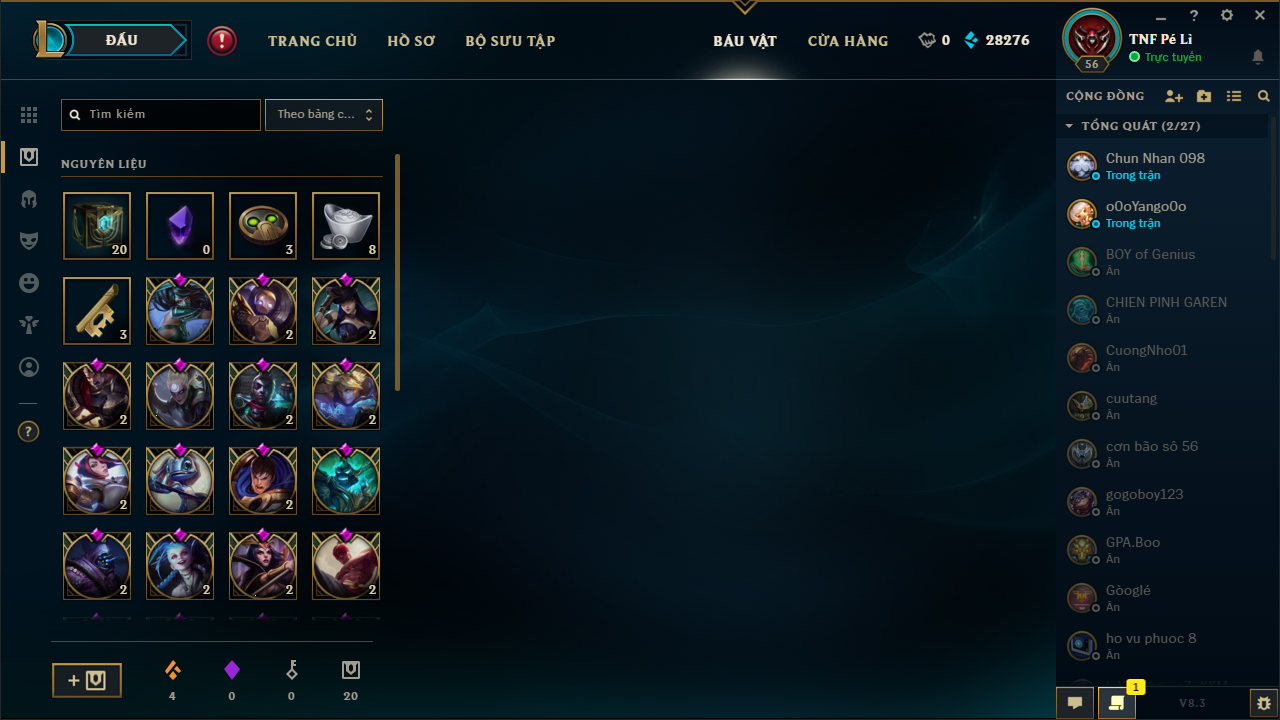 ĐẤU
TRANG CHỦ
HỒ SƠ
BỘ SƯU TẬP
BÁU VẬT
CỬA HÀNG
0
28276
56
TNF Pé Lì
Trực tuyến
Tìm kiếm
Theo bảng c...
NGUYÊN LIỆU
20
0
3
8
3
2
2
2
2
2
2
2
2
2
2
2
2
4
0
0
20
CỘNG ĐỒNG
TỔNG QUÁT (2/27)
Chun Nhan 098
Trong trận
o0oYango0o
Trong trận
BOY of Genius
Ẩn
CHIEN PINH GAREN
Ẩn
CuongNho01
Ẩn
cuutang
Ẩn
cơn bão số 56
Ẩn
gogoboy123
Ẩn
GPA.Boo
Ẩn
Gòoglé
Ẩn
ho vu phuoc 8
Ẩn
1
V8.3